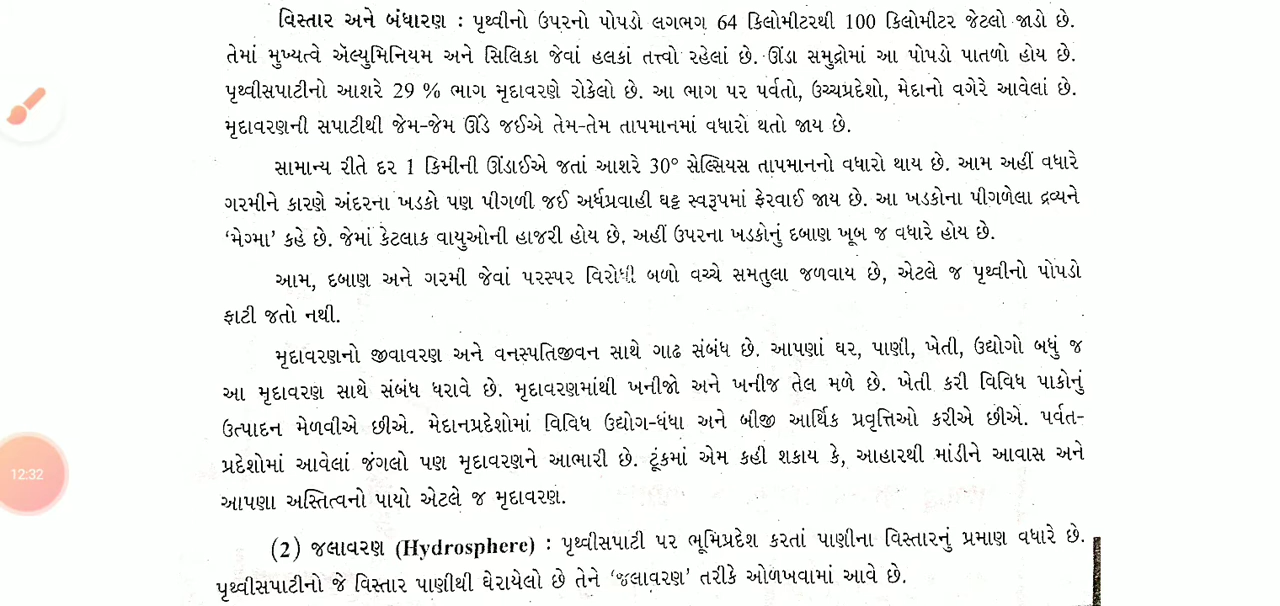 વિસ્તાર અને બંધારણ : પૃથ્વીનો ઉપરનો પોપડો લગભગ 64 કિલોમીટરથી 100 કિલોમીટર જેટલો જાડો છે.
તેમાં મુખ્યત્વે ઍલ્યુમિનિયમ અને સિલિકા જેવાં હલકાં તત્ત્વો રહેલાં છે. ઊંડા સમુદ્રોમાં આ પોપડો પાતળો હોય છે.
પૃથ્વીસપાટીનો આશરે 29 % ભાગ મૃદાવરણે રોકેલો છે. આ ભાગ પર પર્વતો, ઉચ્ચપ્રદેશો, મેદાનો વગેરે આવેલાં છે.
મૃદાવરણની સપાટીથી જેમ-જેમ ઊંડે જઈએ તેમ-તેમ તાપમાનમાં વધારો થતો જાય છે.
સામાન્ય રીતે દર 1 કિમીની ઊંડાઈએ જતાં આશરે 30° સેલ્સિયસ તાપમાનનો વધારો થાય છે. આમ અહીં વધારે
ગરમીને કારણે અંદરના ખડકો પણ પીગળી જઈ અર્ધપ્રવાહી ઘટ્ટ સ્વરૂપમાં ફેરવાઈ જાય છે. આ ખડકોના પીગળેલા દ્રવ્યને
‘મેગ્મા’ કહે છે. જેમાં કેટલાક વાયુઓની હાજરી હોય છે. અહીં ઉપરના ખડકોનું દબાણ ખૂબ જ વધારે હોય છે.
આમ, દબાણ અને ગરમી જેવાં પરસ્પર વિરોધી બળો વચ્ચે સમતુલા જળવાય છે, એટલે જ પૃથ્વીનો પોપડો
ફાટી જતો નથી.
મૃદાવરણનો જીવાવરણ અને વનસ્પતિજીવન સાથે ગાઢ સંબંધ છે. આપણાં ઘર, પાણી, ખેતી, ઉદ્યોગો બધું જ
આ મૃદાવરણ સાથે સંબંધ ધરાવે છે. મૃદાવરણમાંથી ખનીજો અને ખનીજ તેલ મળે છે. ખેતી કરી વિવિધ પાકોનું
ઉત્પાદન મેળવીએ છીએ. મેદાનપ્રદેશોમાં વિવિધ ઉદ્યોગ-ધંધા અને બીજી આર્થિક પ્રવૃત્તિઓ કરીએ છીએ. પર્વત-
પ્રદેશોમાં આવેલાં જંગલો પણ મૃદાવરણને આભારી છે. ટૂંકમાં એમ કહી શકાય કે, આહારથી માંડીને આવાસ અને
આપણા અસ્તિત્વનો પાયો એટલે જ મૃદાવરણ.
12:32
(2) જલાવરણ (Hydrosphere) : પૃથ્વીસપાટી પર ભૂમિપ્રદેશ કરતાં પાણીના વિસ્તારનું પ્રમાણ વધારે છે.
પૃથ્વીસપાટીનો જે વિસ્તાર પાણીથી ઘેરાયેલો છે તેને ‘જલાવરણ’ તરીકે ઓળખવામાં આવે છે.